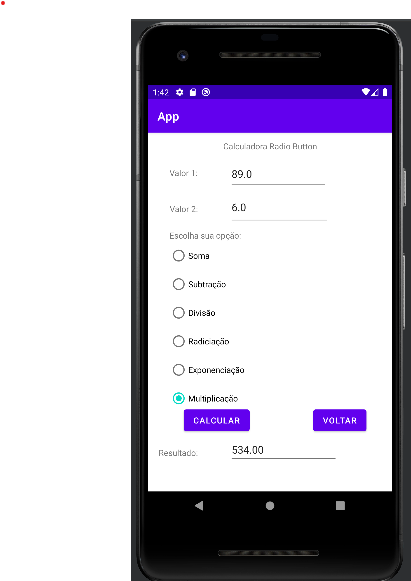 1:42
App
Calculadora Radio Button
Valor 1: 89.0
Valor 2: 6.0
Escolha sua opção:
Soma
Subtração
Divisão
Radiciação
Exponenciação
Multiplicação
CALCULAR VOLTAR
Resultado: 534.00